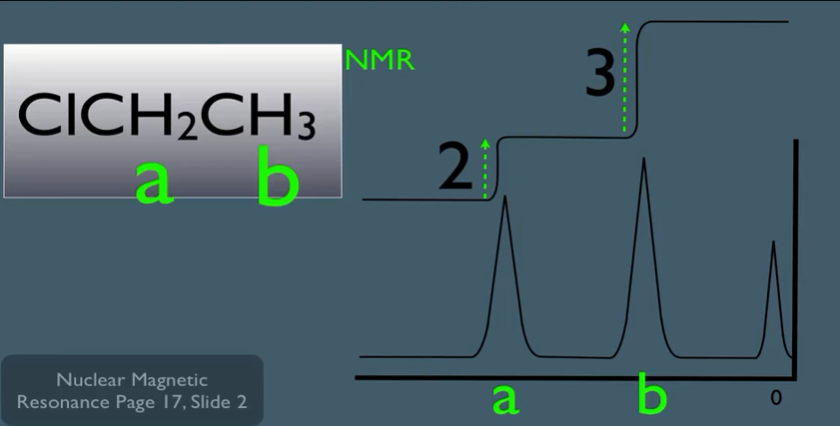 NMR
ClCH₂CH₃
a b
3
2
a b 0
Nuclear Magnetic
Resonance Page 17, Slide 2